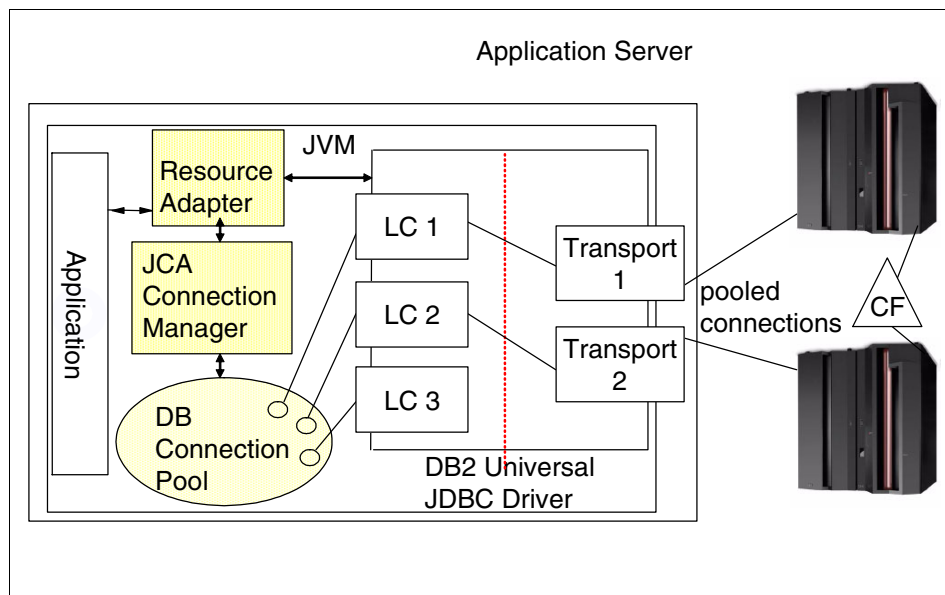 Application Server
JVM
Application
Resource
Adapter
JCA
Connection
Manager
DB
Connection
Pool
LC 1
LC 2
LC 3
Transport
1
Transport
2
DB2 Universal
JDBC Driver
pooled
connections
CF